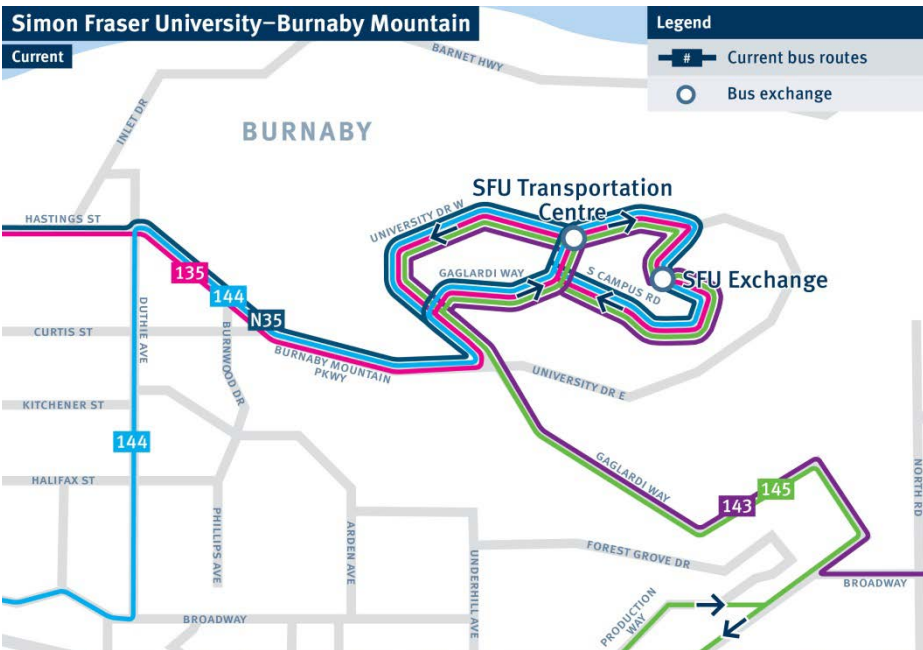 Simon Fraser University–Burnaby Mountain
Current
Legend
# Current bus routes
Bus exchange
BARNET HWY
INLET DR
BURNABY
SFU Transportation
Centre
HASTINGS ST
UNIVERSITY DR W
GAGLARDI WAY
S CAMPUS RD
SFU Exchange
135
144
N35
DUTHIE AVE
CURTIS ST
BURNWOOD DR
BURNABY MOUNTAIN
PKWY
UNIVERSITY DR E
KITCHENER ST
144
HALIFAX ST
GAGLARDI WAY
143
145
NORTH RD
PHILLIPS AVE
ARDEN AVE
UNDERHILL AVE
FOREST GROVE DR
BROADWAY
PRODUCTION
WAY
BROADWAY